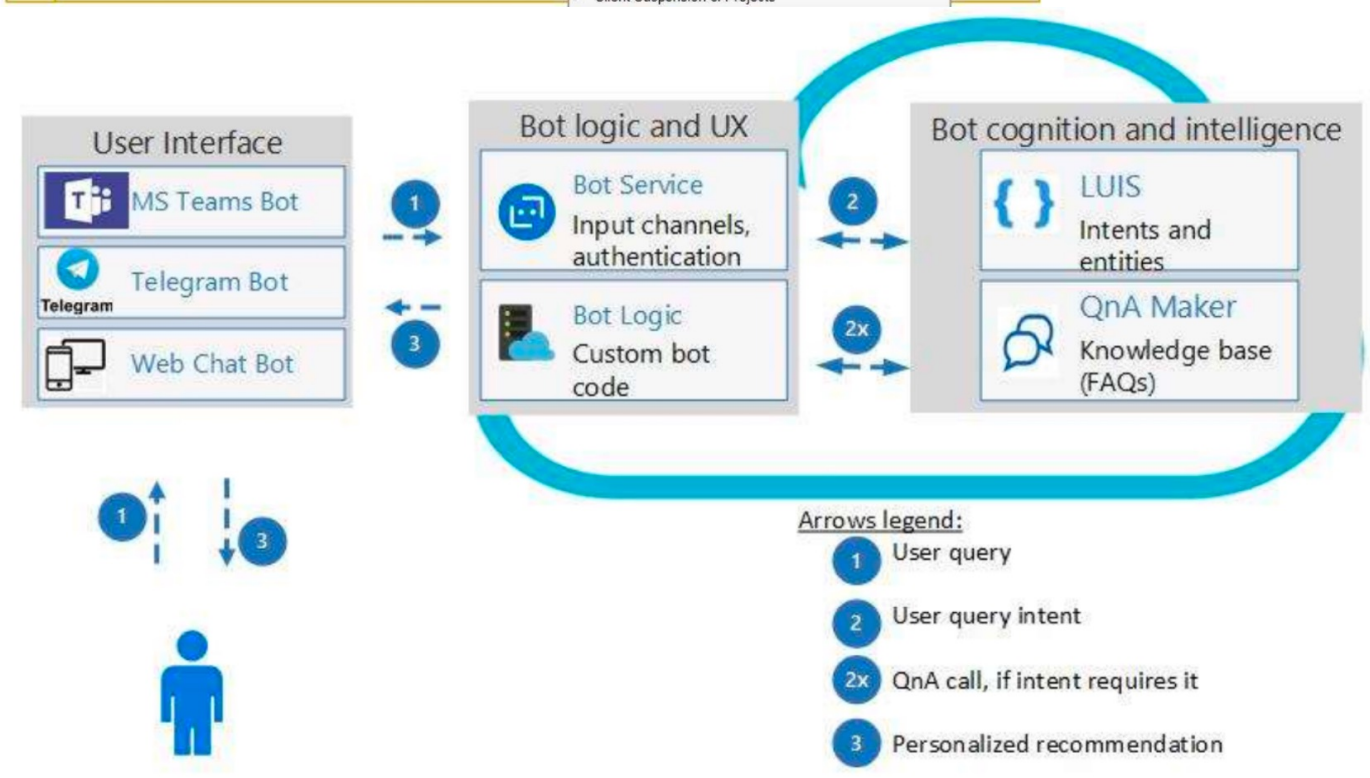 User Interface
MS Teams Bot
Telegram
Telegram Bot
Web Chat Bot
1
3
Bot logic and UX
Bot Service
Input channels,
authentication
Bot Logic
Custom bot
code
2
2x
Bot cognition and intelligence
LUIS
Intents and
entities
QnA Maker
Knowledge base
(FAQs)
1
3
Arrows legend:
1 User query
2 User query intent
2x QnA call, if intent requires it
3 Personalized recommendation